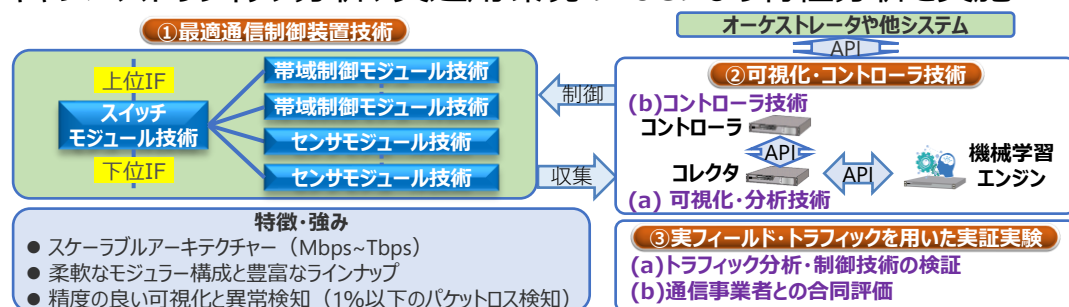 ①最適通信制御装置技術
上位IF
スイッチ
モジュール技術
下位IF
帯域制御モジュール技術
帯域制御モジュール技術
センサモジュール技術
センサモジュール技術
制御
収集
オーケストレータや他システム
API
②可視化・コントローラ技術
(b)コントローラ技術
コントローラ
API
コレクタ
API
機械学習
エンジン
(a) 可視化・分析技術
特徴・強み
● スケーラブルアーキテクチャー（Mbps~Tbps）
● 柔軟なモジュラー構成と豊富なラインナップ
● 精度の良い可視化と異常検知（1％以下のパケットロス検知）
③実フィールド・トラフィックを用いた実証実験
(a)トラフィック分析・制御技術の検証
(b)通信事業者との合同評価